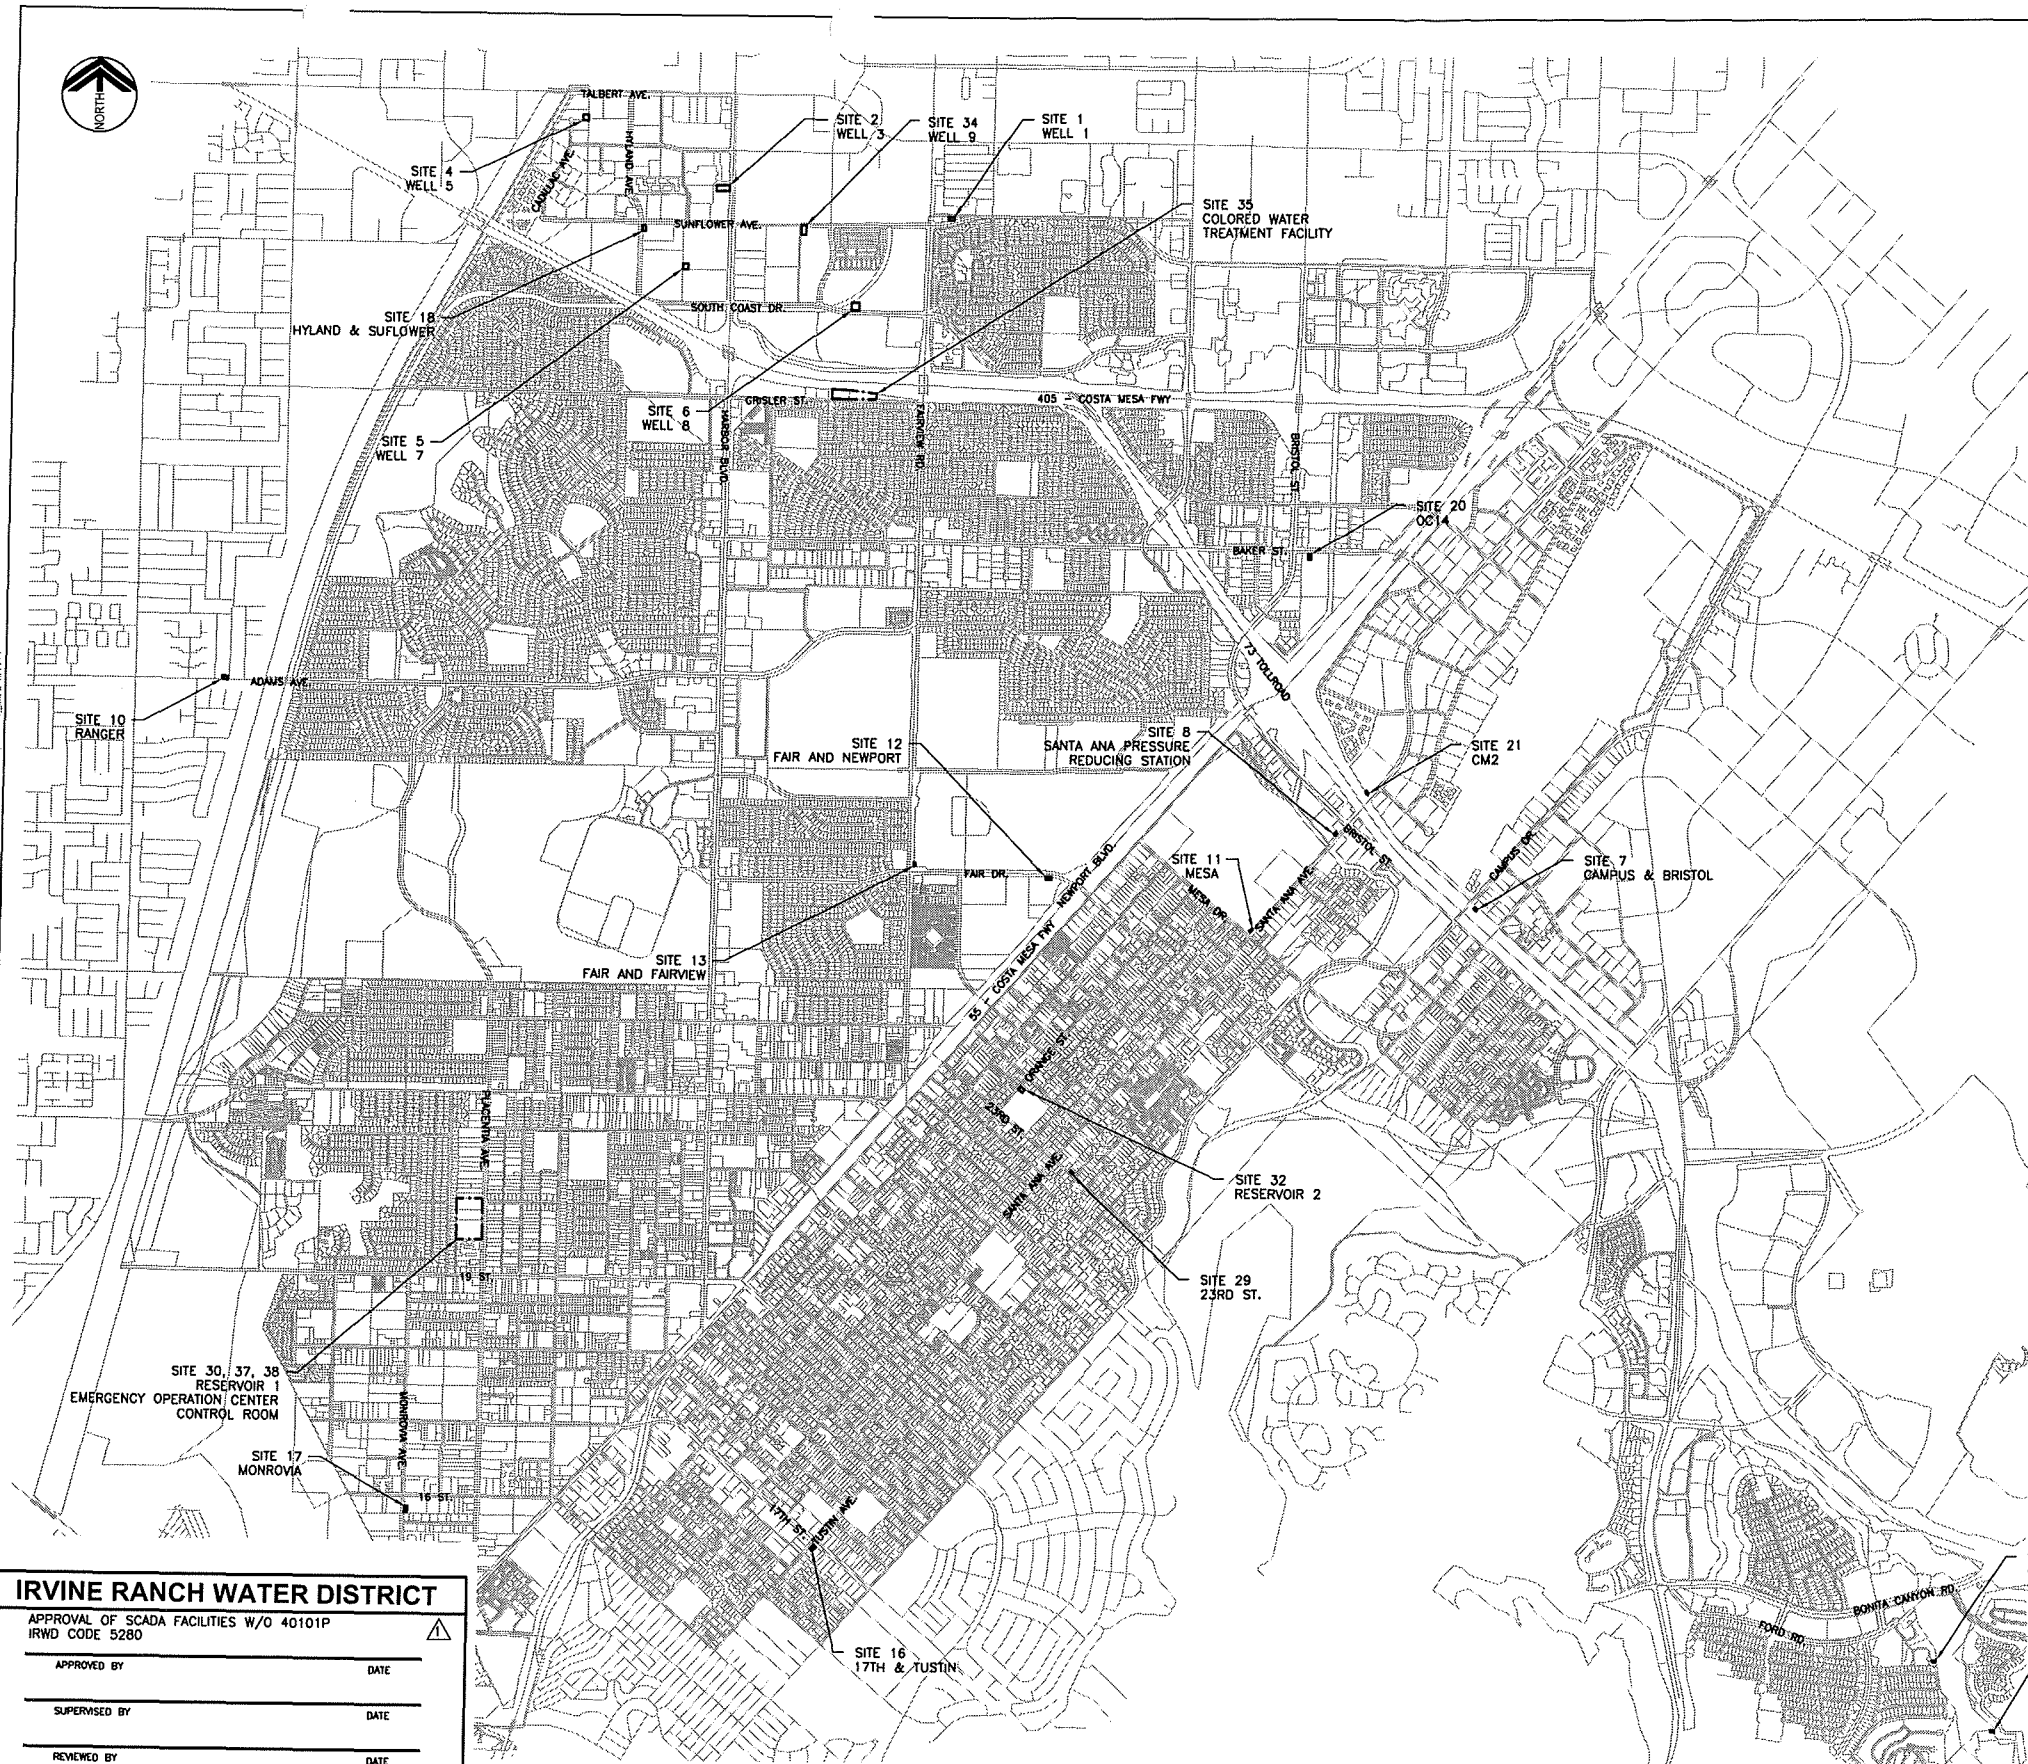 NORTH
TALBERT AVE.
HYLAND AVE.
CADILLAC AVE.
SITE 4
WELL 5
SITE 2
WELL 3
SITE 34
WELL 9
SITE 1
WELL 1
SITE 35
COLORED WATER
TREATMENT FACILITY
SUNFLOWER AVE.
SOUTH COAST DR.
SITE 18
HYLAND & SUFLOWER
SITE 6
WELL 8
SITE 5
WELL 7
GRISLER ST.
HARBOR BLVD.
FAIRVIEW RD
405 - COSTA MESA FWY
BRISTOL ST.
SITE 20
OC14
BAKER ST.
73 TOLLROAD
ADAMS AVE.
SITE 10
RANGER
SITE 12
FAIR AND NEWPORT
SITE 8
SANTA ANA PRESSURE
REDUCING STATION
SITE 21
CM2
BRISTOL ST.
CAMPUS DR.
SITE 7
CAMPUS & BRISTOL
SITE 11
MESA
MESA DR.
SANTA ANA AVE.
FAIR DR.
55 - COSTA MESA FWY NEWPORT BLVD.
SITE 13
FAIR AND FAIRVIEW
ORANGE ST.
23RD ST.
SANTA ANA AVE.
SITE 32
RESERVOIR 2
SITE 29
23RD ST.
PLACENTIA AVE.
19 ST.
SITE 30, 37, 38
RESERVOIR 1
EMERGENCY OPERATION CENTER
CONTROL ROOM
MONROVIA AVE.
SITE 17
MONROVIA
16 ST.
17TH ST.
TUSTIN AVE.
SITE 16
17TH & TUSTIN
BONITA CANYON RD.
FORD RD.
IRVINE RANCH WATER DISTRICT
APPROVAL OF SCADA FACILITIES W/O 40101P
IRWD CODE 5280
1
APPROVED BY DATE
SUPERVISED BY DATE
REVIEWED BY DATE